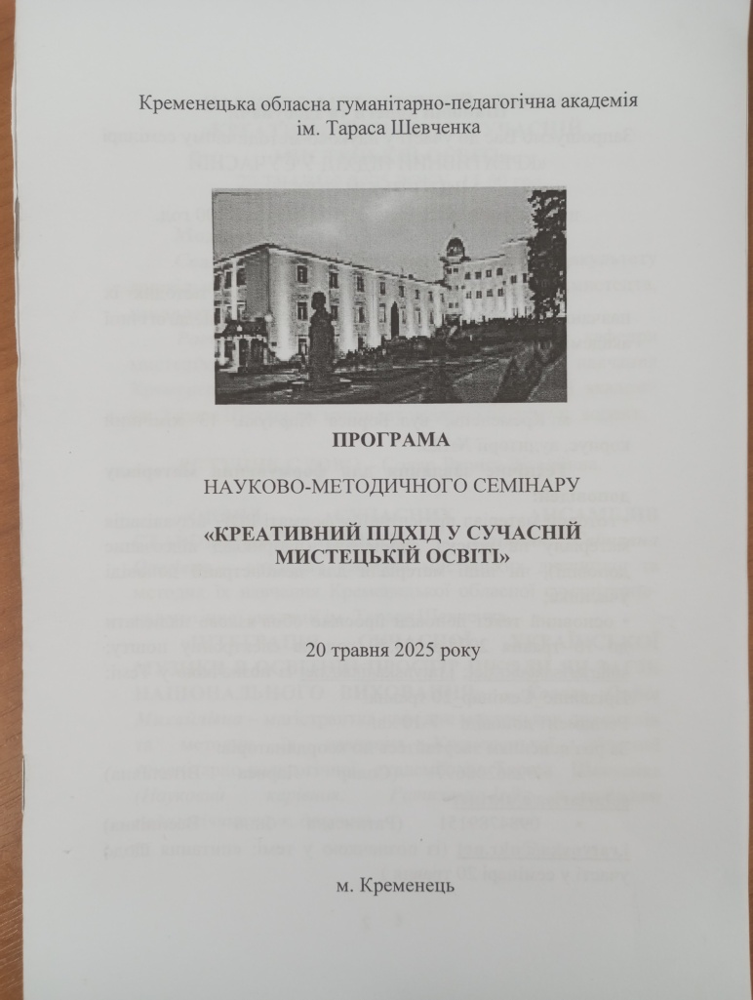 Кременецька обласна гуманітарно-педагогічна академія
ім. Тараса Шевченка
ПРОГРАМА
НАУКОВО-МЕТОДИЧНОГО СЕМІНАРУ
«КРЕАТИВНИЙ ПІДХІД У СУЧАСНІЙ
МИСТЕЦЬКІЙ ОСВІТІ»
20 травня 2025 року
м. Кременець